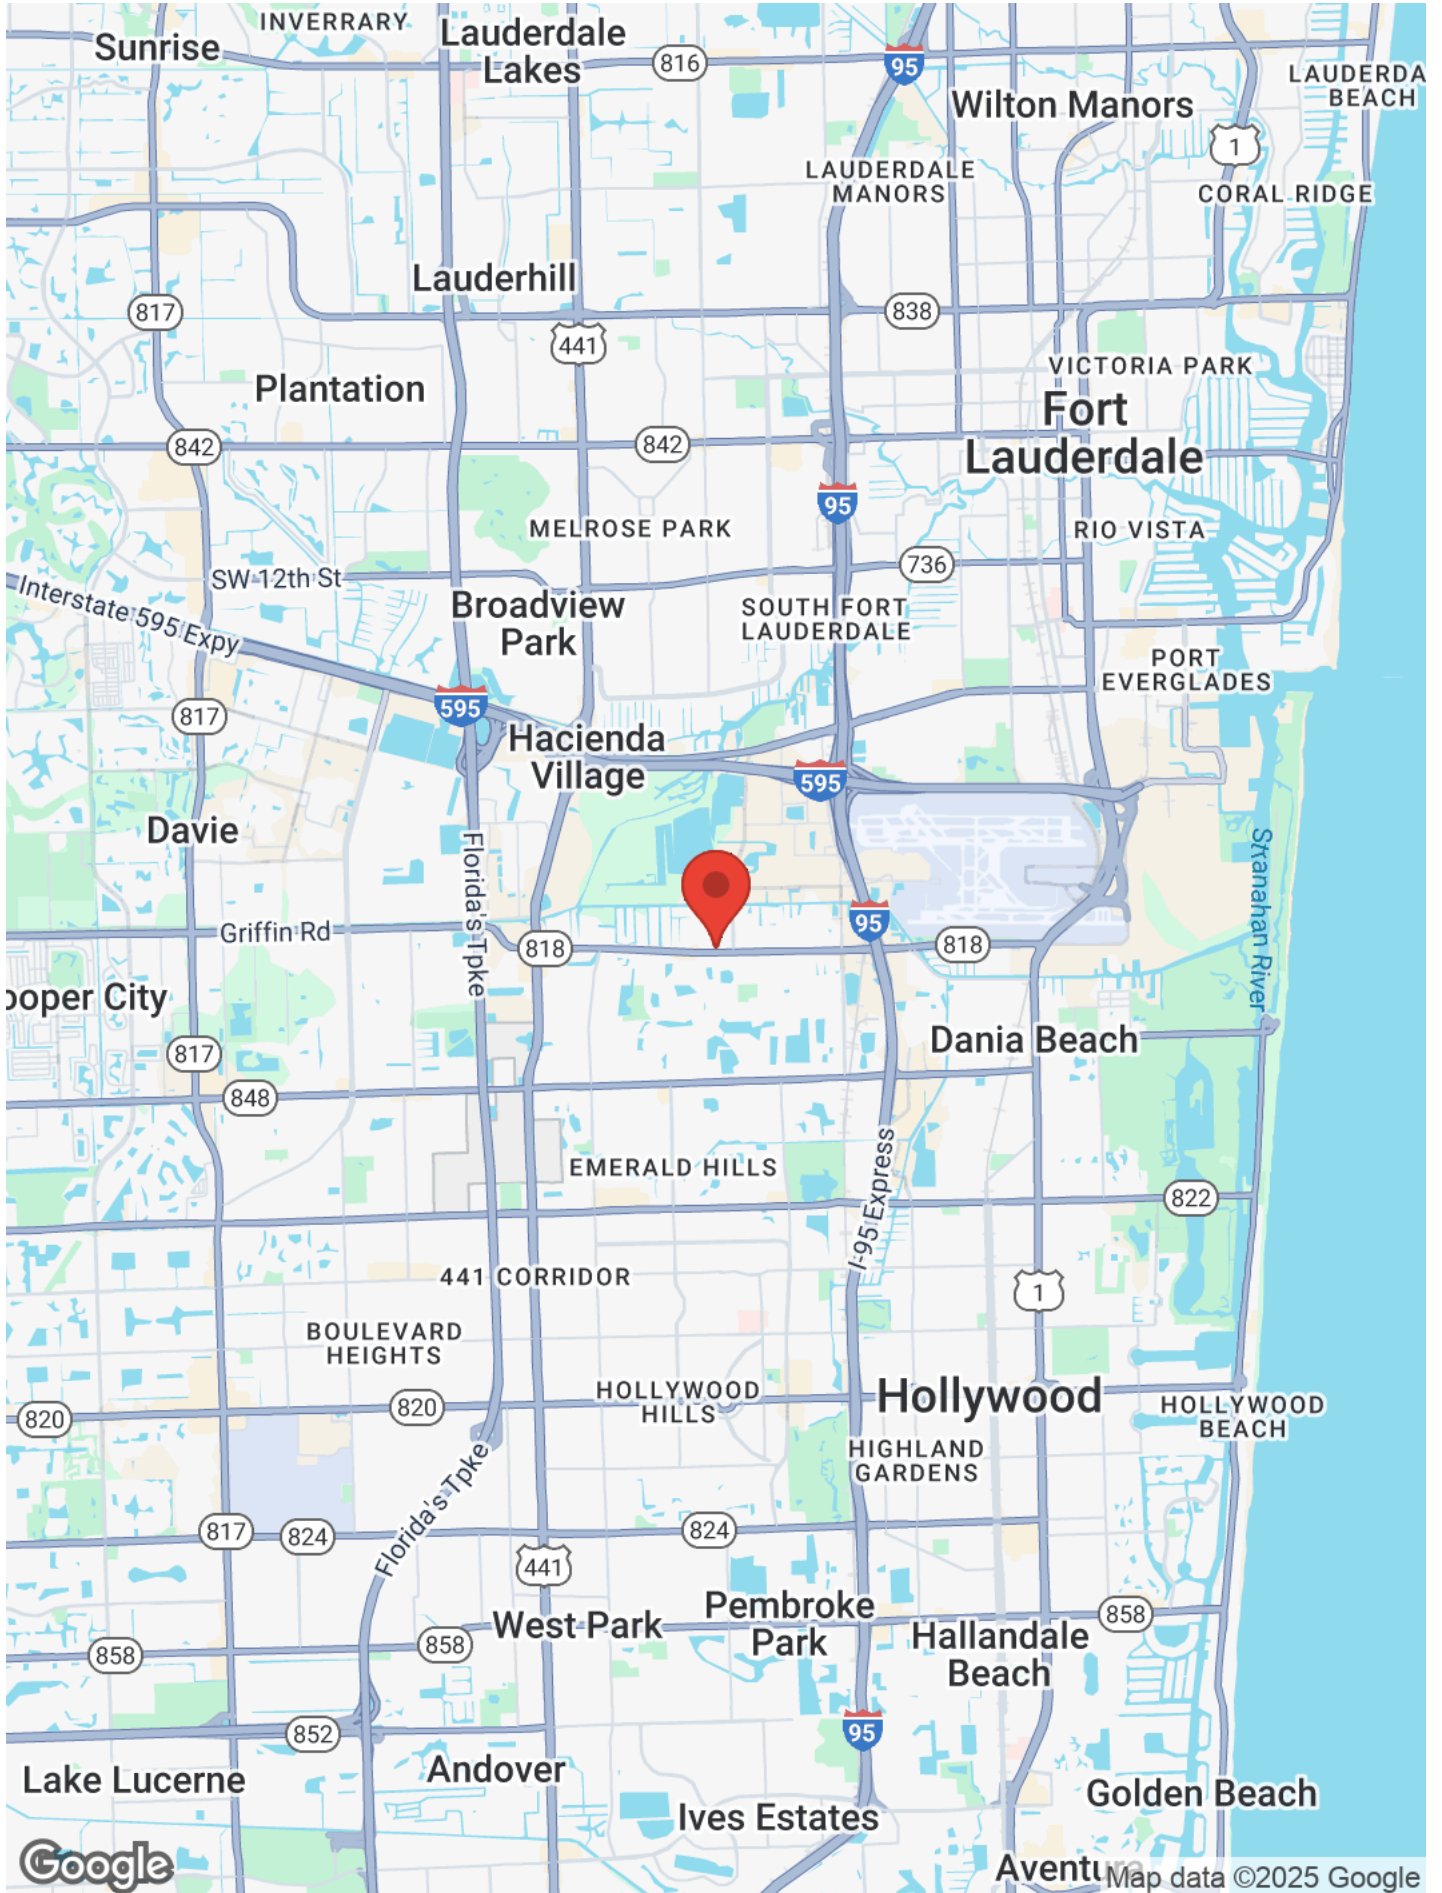 INVERRARY
Sunrise
Lauderdale
Lakes
816
95
LAUDERDA
BEACH
Wilton Manors
1
LAUDERDALE
MANORS
CORAL RIDGE
Lauderhill
817
838
441
VICTORIA PARK
Plantation
Fort
Lauderdale
842
842
95
MELROSE PARK
RIO VISTA
736
SW 12th St
Interstate 595 Expy
Broadview
Park
SOUTH FORT
LAUDERDALE
PORT
EVERGLADES
817
595
Hacienda
Village
595
Davie
Florida's Tpke
Stranahan River
Griffin Rd
818
95
818
ooper City
Dania Beach
817
848
I-95 Express
EMERALD HILLS
822
441 CORRIDOR
1
BOULEVARD
HEIGHTS
820
820
HOLLYWOOD
HILLS
Hollywood
HOLLYWOOD
BEACH
HIGHLAND
GARDENS
Florida's Tpke
817
824
824
441
West Park
Pembroke
Park
858
858
858
Hallandale
Beach
852
95
Lake Lucerne
Andover
Golden Beach
Ives Estates
Aventura
Google
Map data ©2025 Google